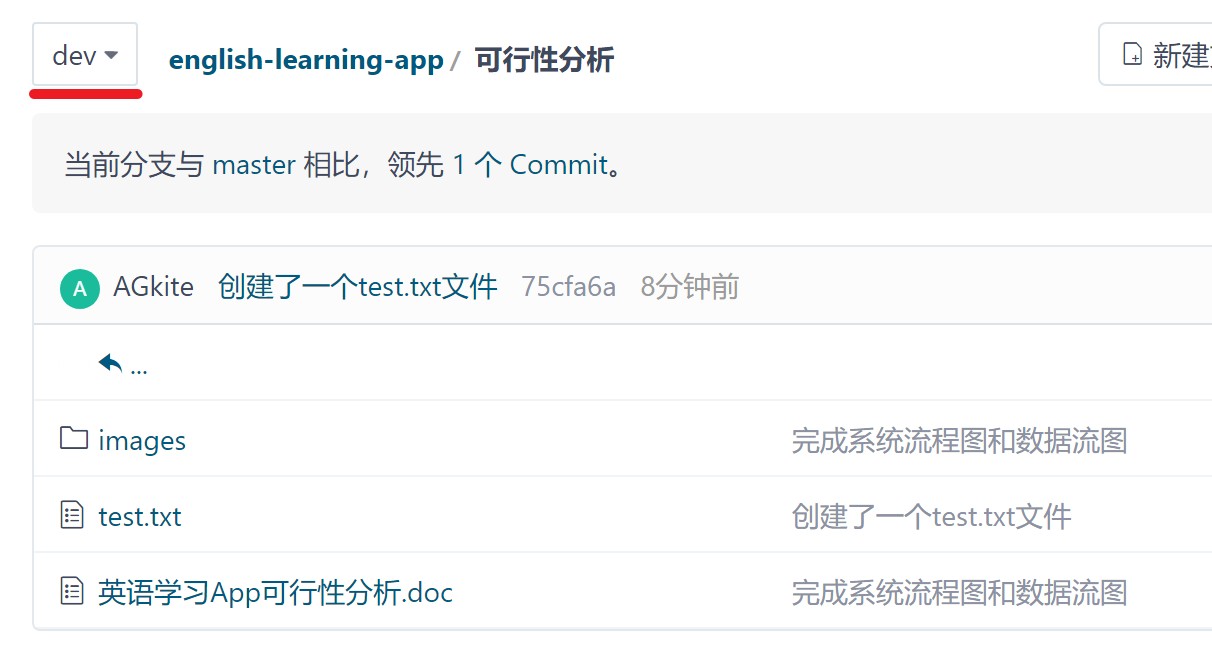 dev
english-learning-app / 可行性分析
新建
当前分支与 master 相比，领先 1 个 Commit。
A AGkite 创建了一个test.txt文件 75cfa6a 8分钟前
...
images 完成系统流程图和数据流图
test.txt 创建了一个test.txt文件
英语学习App可行性分析.doc 完成系统流程图和数据流图